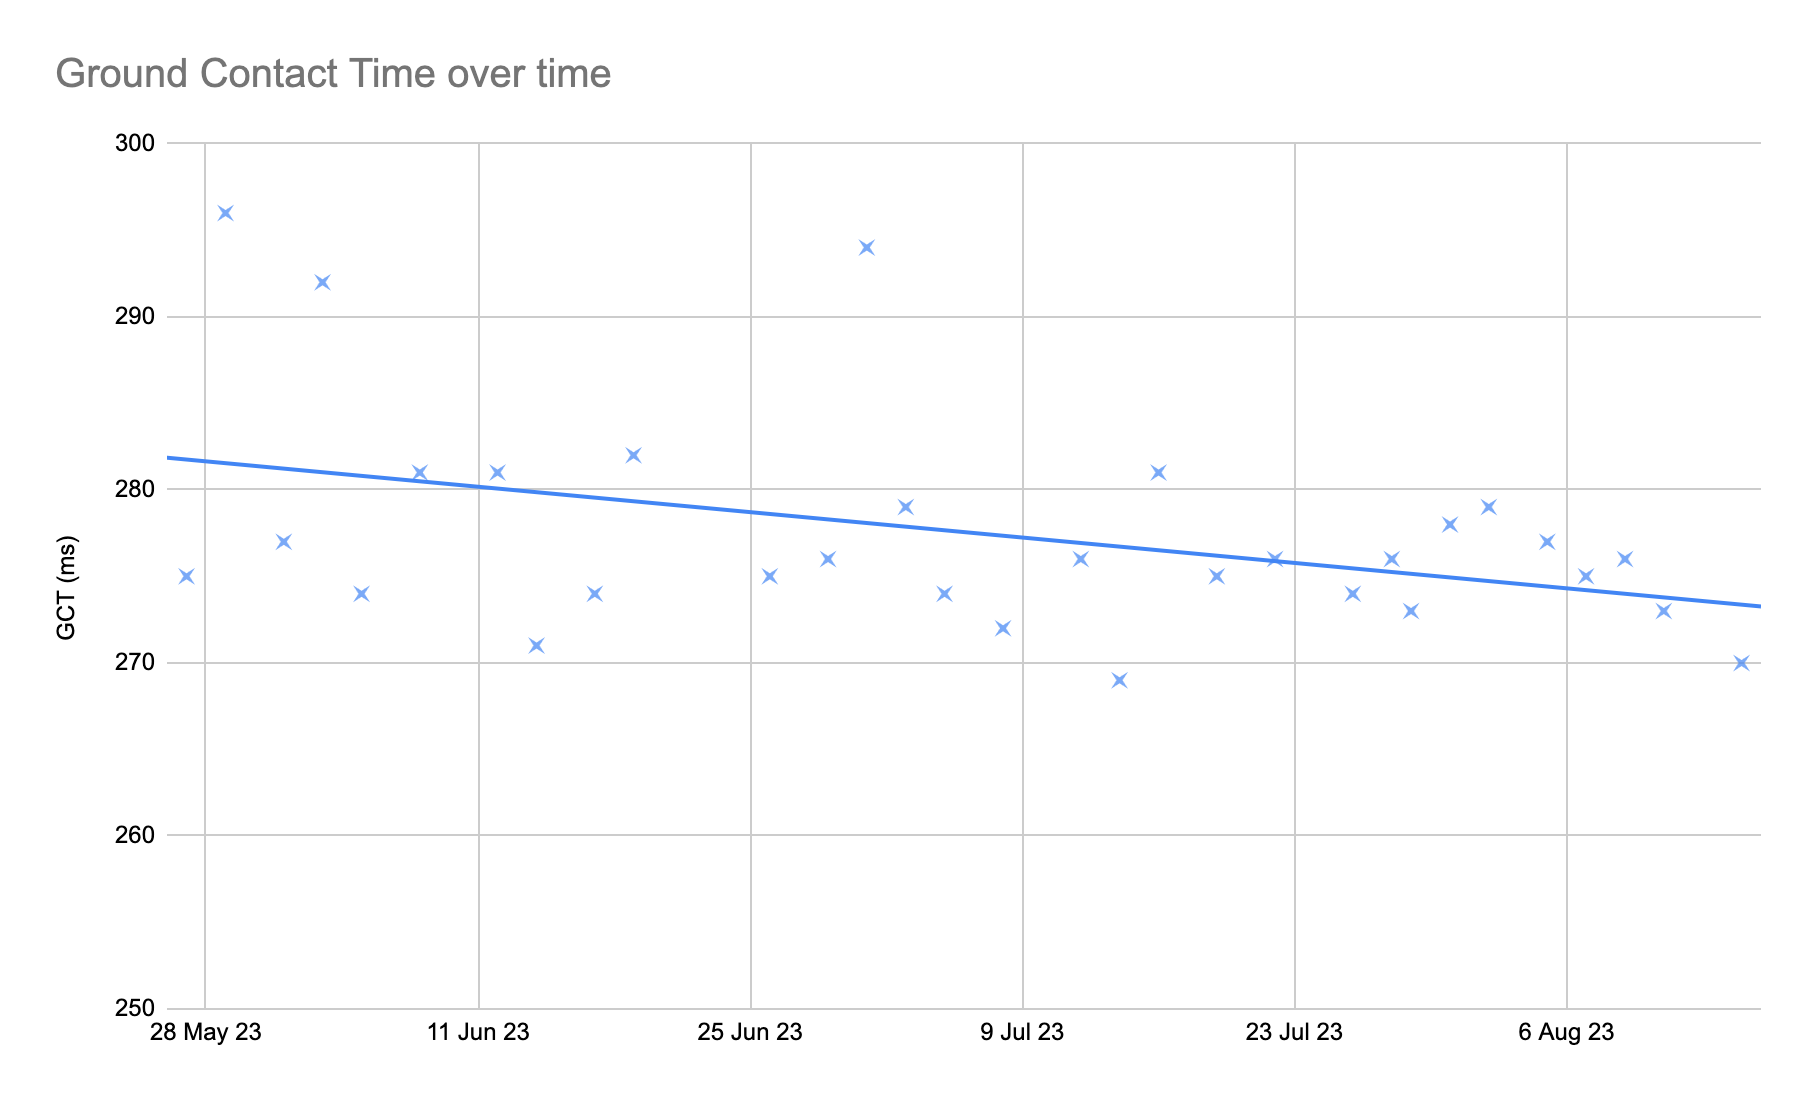 Ground Contact Time over time
300
290
280
270
260
250
GCT (ms)
28 May 23
11 Jun 23
25 Jun 23
9 Jul 23
23 Jul 23
6 Aug 23